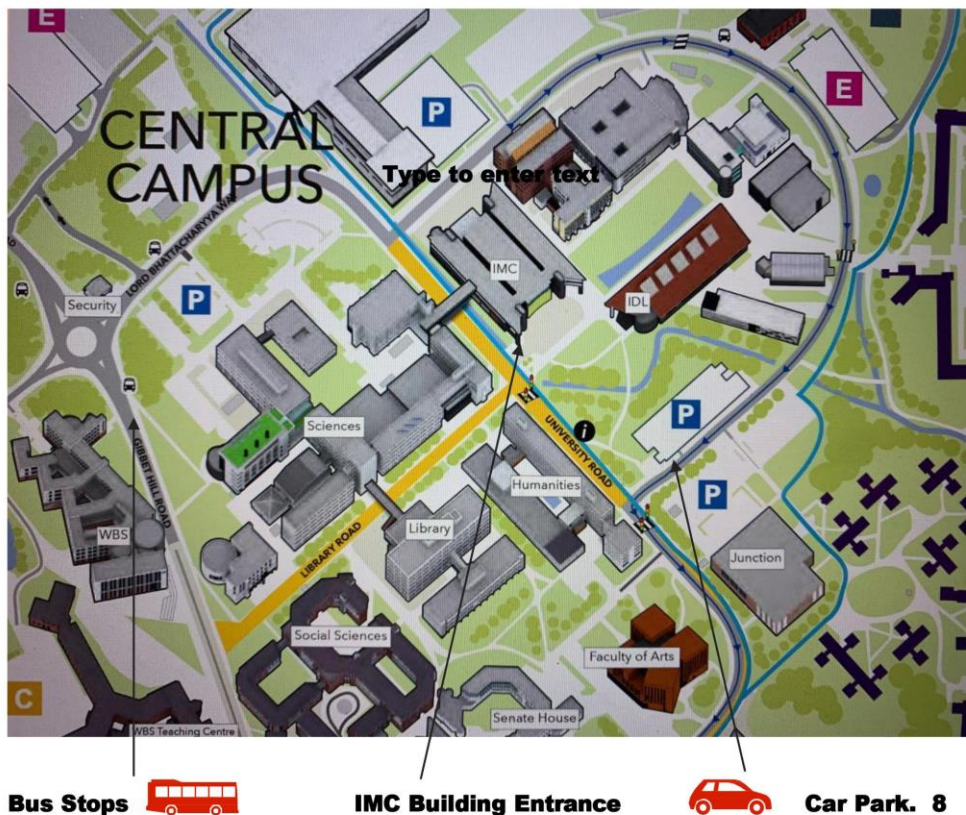 E
CENTRAL
CAMPUS
P
E
Type to enter text
LORD BHATTACHARYYA WAY
IMC
P
IDL
Security
P
UNIVERSITY ROAD
i
Sciences
GIBBET HILL ROAD
Humanities
P
WBS
Library
LIBRARY ROAD
Junction
Social Sciences
Faculty of Arts
C
Senate House
WBS Teaching Centre
Bus Stops
IMC Building Entrance
Car Park. 8